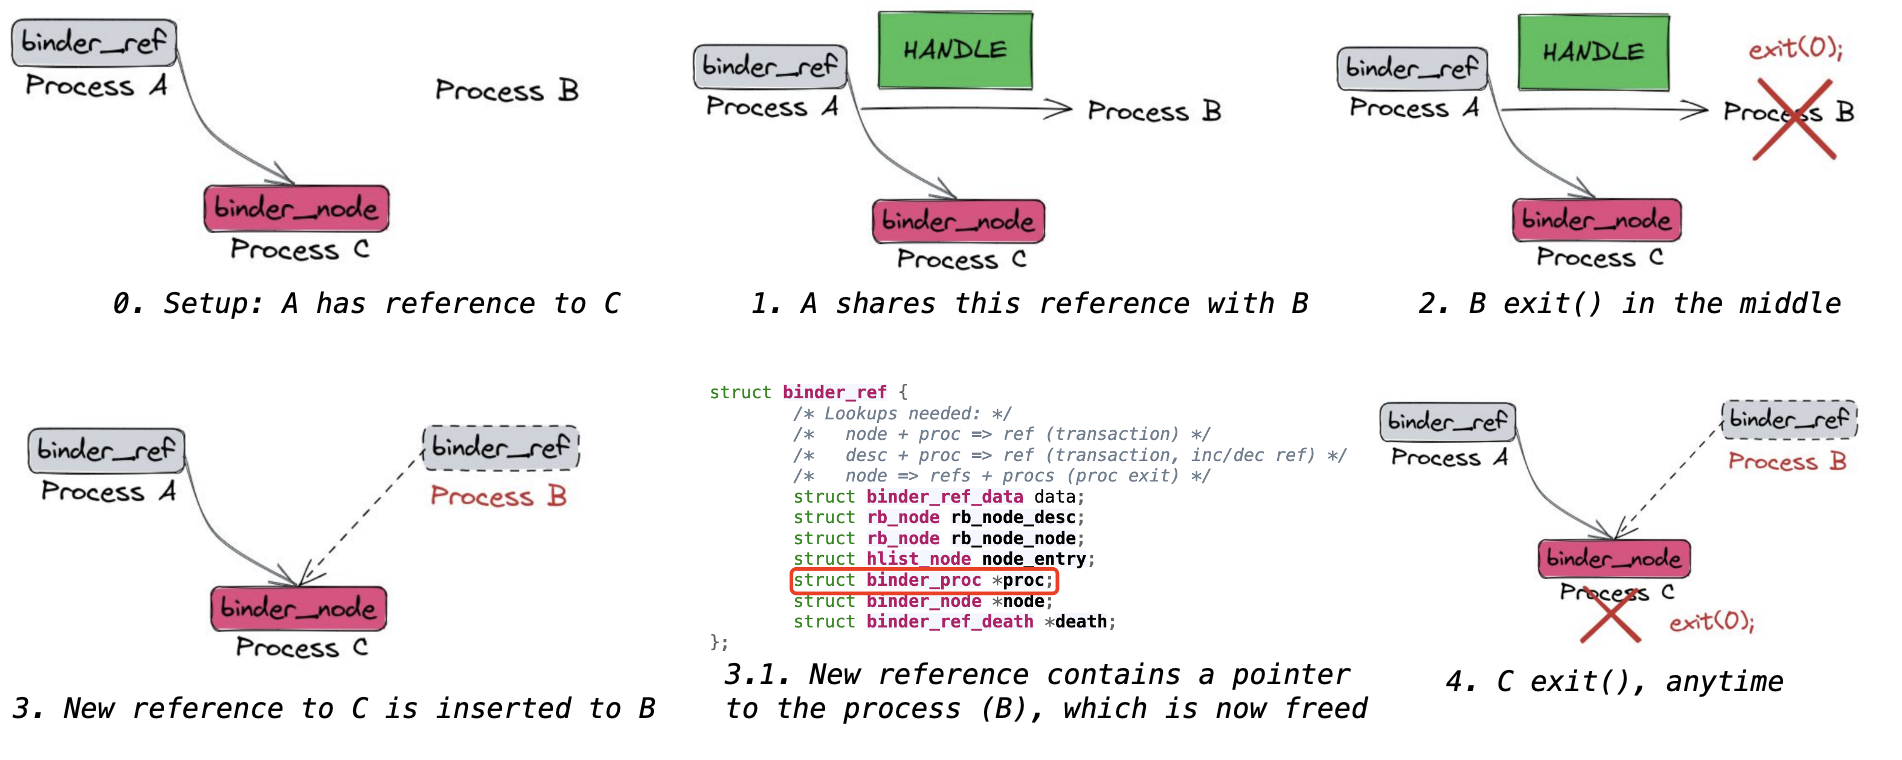 binder_ref
Process A
Process B
binder_node
Process C
0. Setup: A has reference to C
binder_ref
Process A
HANDLE
Process B
binder_node
Process C
1. A shares this reference with B
binder_ref
Process A
HANDLE
exit(0);
Process B
binder_node
Process C
2. B exit() in the middle
binder_ref
Process A
binder_ref
Process B
binder_node
Process C
3. New reference to C is inserted to B
struct binder_ref {
/* Lookups needed: */
/*   node + proc => ref (transaction) */
/*   desc + proc => ref (transaction, inc/dec ref) */
/*   node => refs + procs (proc exit) */
struct binder_ref_data data;
struct rb_node rb_node_desc;
struct rb_node rb_node_node;
struct hlist_node node_entry;
struct binder_proc *proc;
struct binder_node *node;
struct binder_ref_death *death;
};
3.1. New reference contains a pointer
to the process (B), which is now freed
binder_ref
Process A
binder_ref
Process B
binder_node
Process C
exit(0);
4. C exit(), anytime